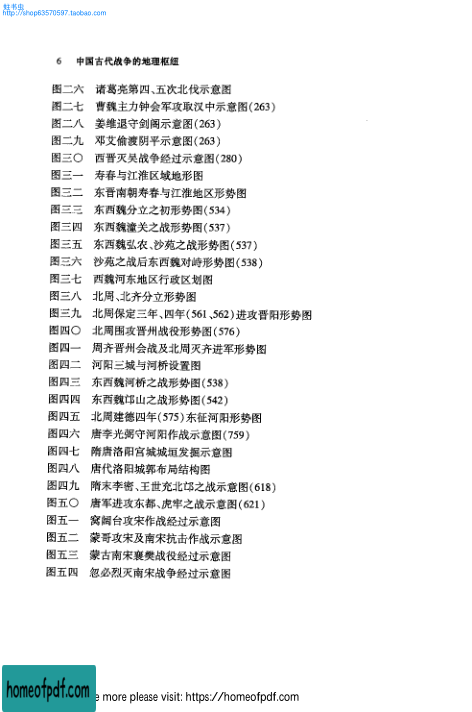 蛀书虫
http://shop63570597.taobao.com
6 中国古代战争的地理枢纽
图二六 诸葛亮第四、五次北伐示意图
图二七 曹魏主力钟会军攻取汉中示意图(263)
图二八 姜维退守剑阁示意图(263)
图二九 邓艾偷渡阴平示意图(263)
图三〇 西晋灭吴战争经过示意图(280)
图三一 寿春与江淮区域地形图
图三二 东晋南朝寿春与江淮地区形势图
图三三 东西魏分立之初形势图(534)
图三四 东西魏潼关之战形势图(537)
图三五 东西魏弘农、沙苑之战形势图(537)
图三六 沙苑之战后东西魏对峙形势图(538)
图三七 西魏河东地区行政区划图
图三八 北周、北齐分立形势图
图三九 北周保定三年、四年(561、562)进攻晋阳形势图
图四〇 北周围攻晋州战役形势图(576)
图四一 周齐晋州会战及北周灭齐进军形势图
图四二 河阳三城与河桥设置图
图四三 东西魏河桥之战形势图(538)
图四四 东西魏邙山之战形势图(542)
图四五 北周建德四年(575)东征河阳形势图
图四六 唐李光弼守河阳作战示意图(759)
图四七 隋唐洛阳宫城城垣发掘示意图
图四八 唐代洛阳城郭布局结构图
图四九 隋末李密、王世充北邙之战示意图(618)
图五〇 唐军进攻东都、虎牢之战示意图(621)
图五一 窝阔台攻宋作战经过示意图
图五二 蒙哥攻宋及南宋抗击作战示意图
图五三 蒙古南宋襄樊战役经过示意图
图五四 忽必烈灭南宋战争经过示意图
homeofpdf.com
e more please visit: https://homeofpdf.com